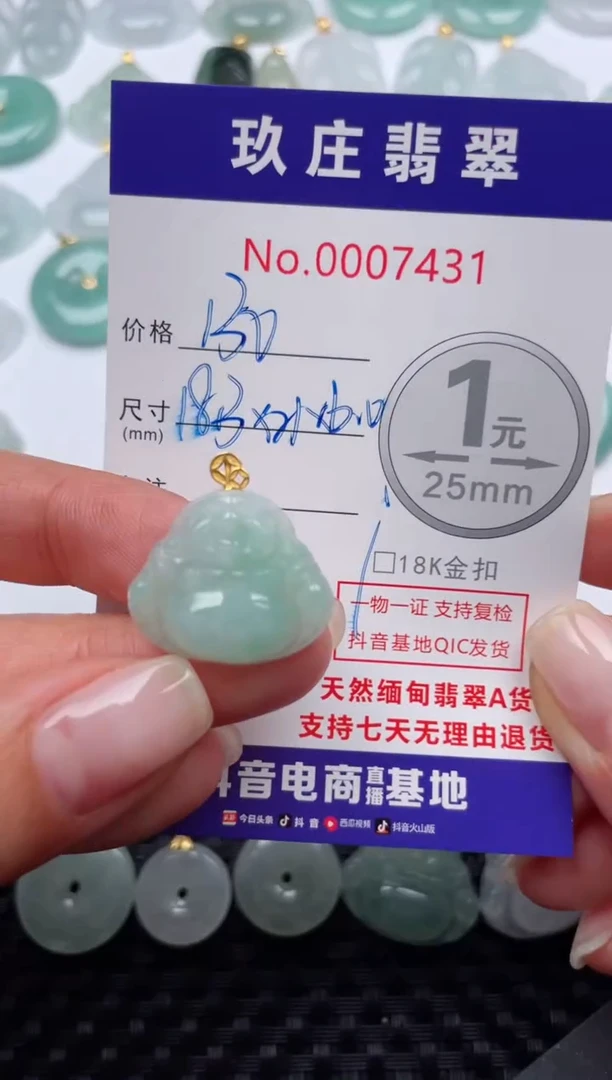 玖庄翡翠
No.0007431
价格
尺寸
(mm)
1元
25mm
□18K金扣
一物一证 支持复检
抖音基地QIC发货
天然缅甸翡翠A货
支持七天无理由退货
音电商直播基地
今日头条 抖音 西瓜视频 抖音火山版